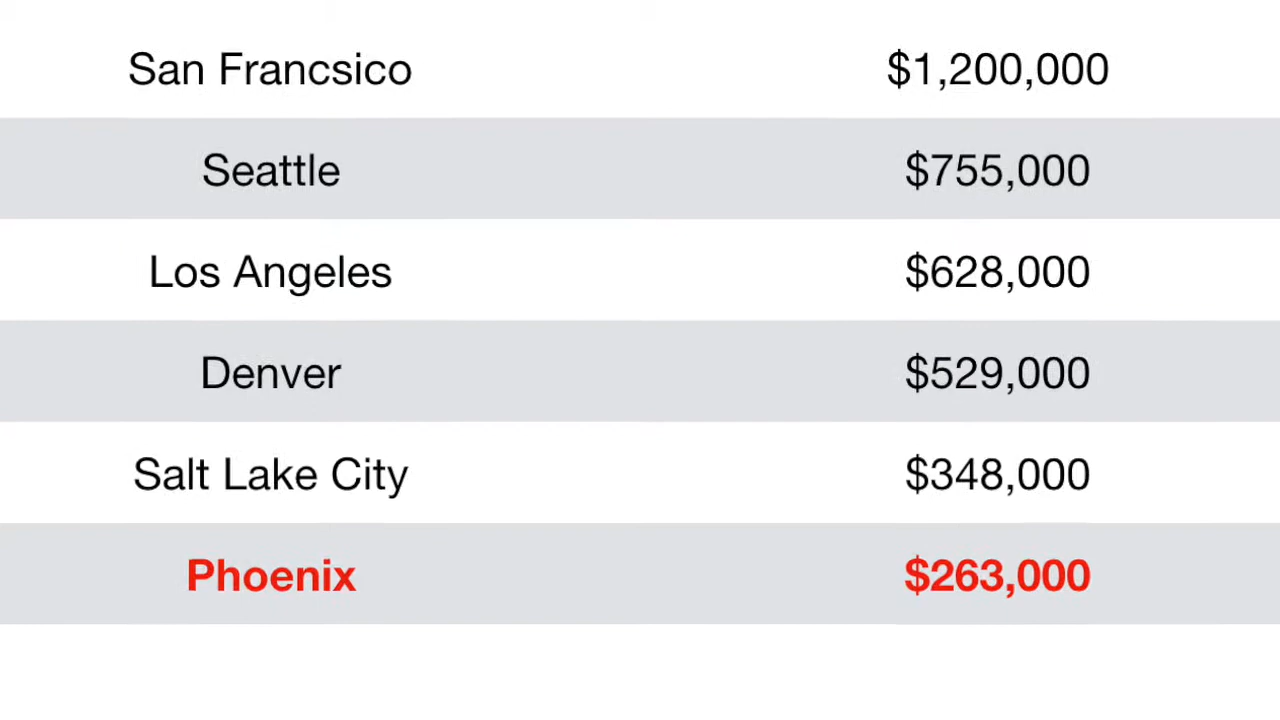 San Francsico $1,200,000
Seattle $755,000
Los Angeles $628,000
Denver $529,000
Salt Lake City $348,000
Phoenix $263,000